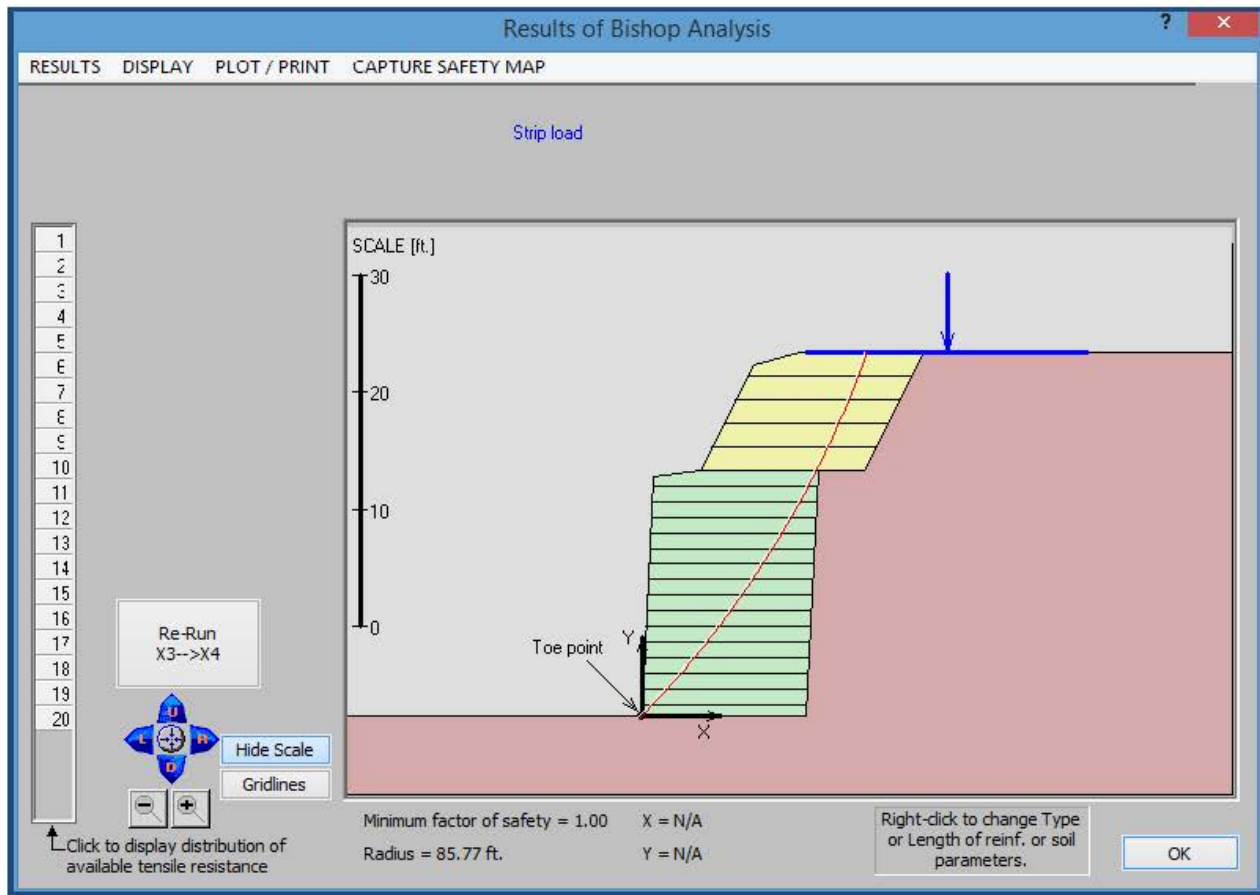 Results of Bishop Analysis
?
×
RESULTS DISPLAY PLOT / PRINT CAPTURE SAFETY MAP
Strip load
1
2
3
4
5
6
7
8
9
10
11
12
13
14
15
16
17
18
19
20
SCALE [ft.]
30
20
10
0
Toe point
Y
X
Re-Run
X3-->X4
U
L
R
D
Hide Scale
Gridlines
Click to display distribution of
available tensile resistance
Minimum factor of safety = 1.00 X = N/A
Radius = 85.77 ft. Y = N/A
Right-click to change Type
or Length of reinf. or soil
parameters.
OK